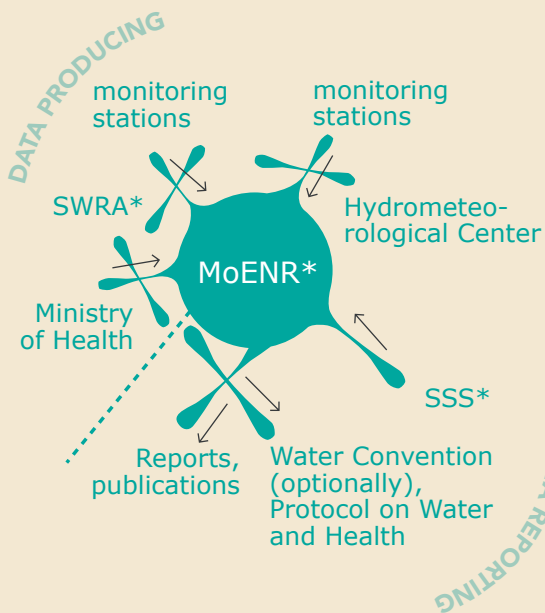 DATA PRODUCING
monitoring
stations
monitoring
stations
SWRA*
Hydrometeo-
rological Center
MoENR*
Ministry
of Health
SSS*
Reports,
publications
Water Convention
(optionally),
Protocol on Water
and Health
REPORTING